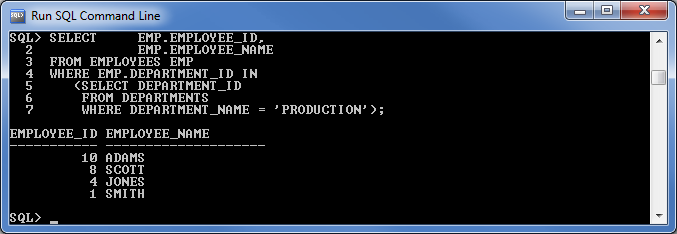 Run SQL Command Line
SQL> SELECT     EMP.EMPLOYEE_ID,
  2             EMP.EMPLOYEE_NAME
  3  FROM EMPLOYEES EMP
  4  WHERE EMP.DEPARTMENT_ID IN
  5     (SELECT DEPARTMENT_ID
  6      FROM DEPARTMENTS
  7      WHERE DEPARTMENT_NAME = 'PRODUCTION');
EMPLOYEE_ID EMPLOYEE_NAME
----------- --------------------
         10 ADAMS
          8 SCOTT
          4 JONES
          1 SMITH
SQL> _